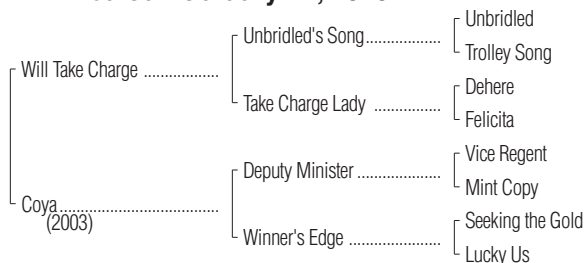 Unbridled
Unbridled's Song
Trolley Song
Will Take Charge
Dehere
Take Charge Lady
Felicita
Vice Regent
Deputy Minister
Mint Copy
Coya
(2003)
Seeking the Gold
Winner's Edge
Lucky Us